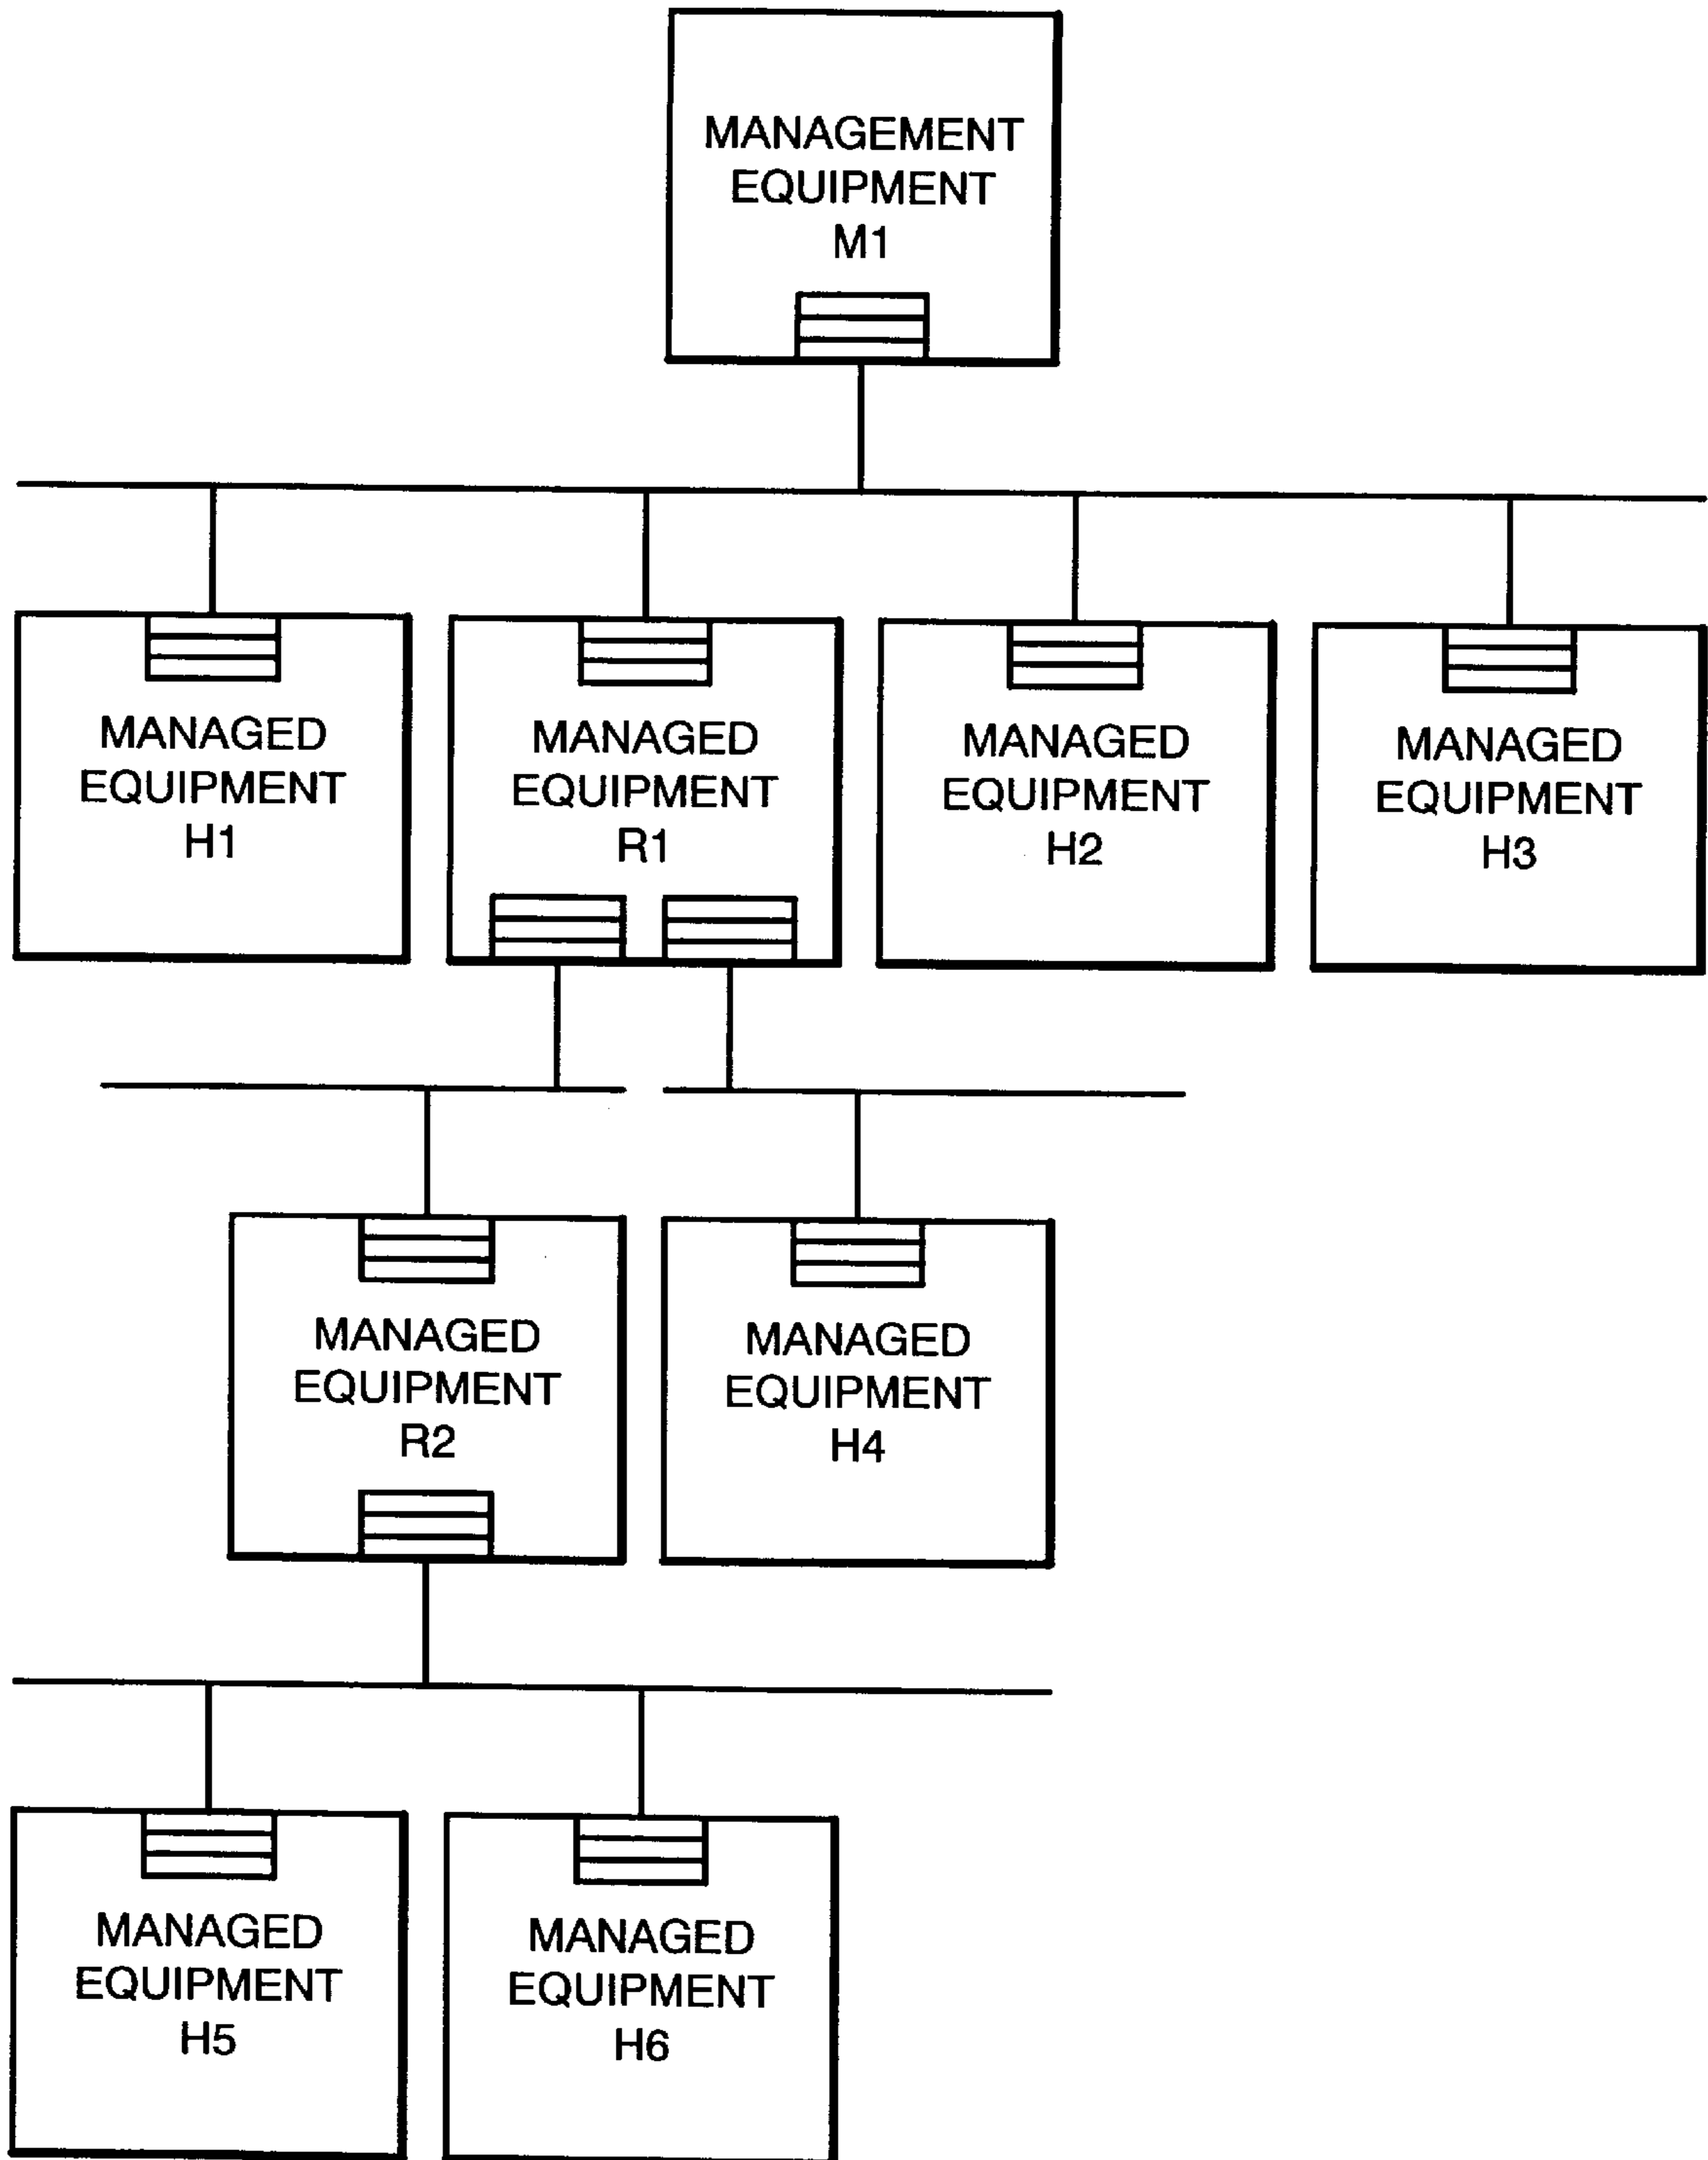 MANAGEMENT
EQUIPMENT
M1
MANAGED
EQUIPMENT
H1
MANAGED
EQUIPMENT
R1
MANAGED
EQUIPMENT
H2
MANAGED
EQUIPMENT
H3
MANAGED
EQUIPMENT
R2
MANAGED
EQUIPMENT
H4
MANAGED
EQUIPMENT
H5
MANAGED
EQUIPMENT
H6